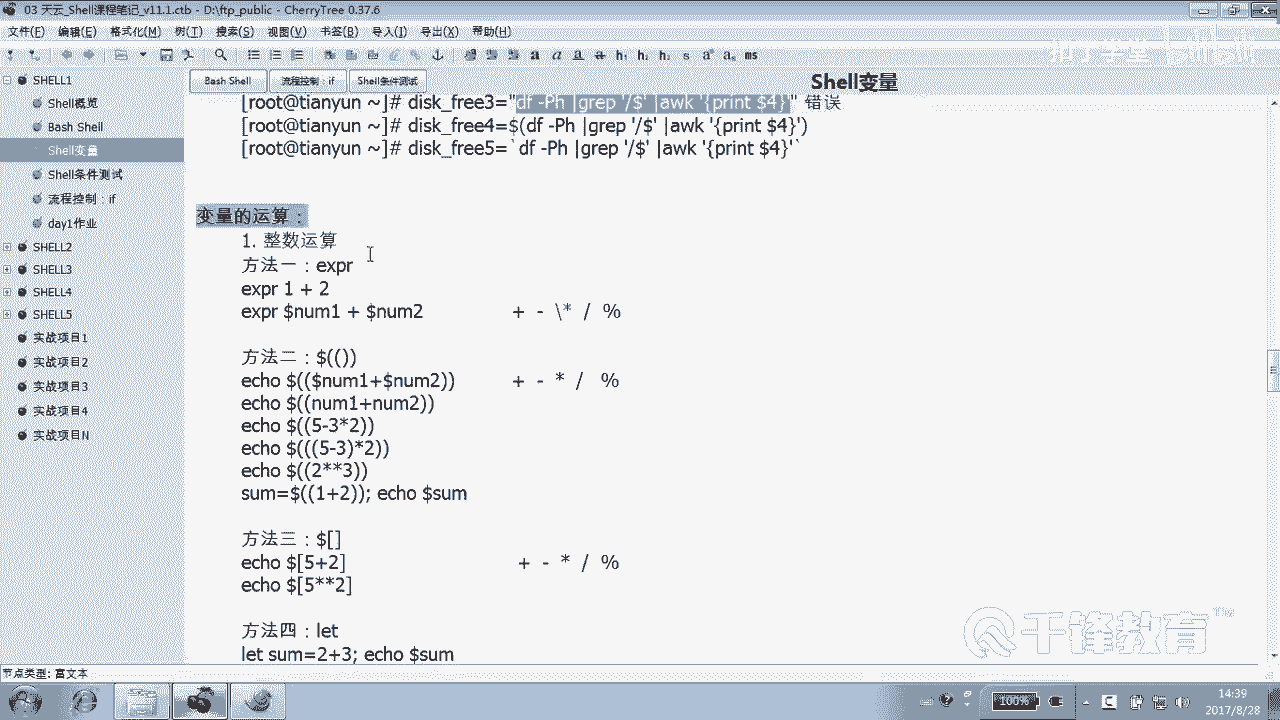 03 天云_Shell课程笔记_v11.1.ctb - D:\ftp_public - CherryTree 0.37.6
文件(F) 编辑(E) 格式化(M) 树(T) 搜索(S) 视图(V) 书签(B) 导入(I) 导出(X) 帮助(H)
SHELL1
Shell概览
Bash Shell
Shell变量
Shell条件测试
流程控制：if
day1作业
SHELL2
SHELL3
SHELL4
SHELL5
实战项目1
实战项目2
实战项目3
实战项目4
实战项目N
Bash Shell 流程控制：if Shell条件测试 Shell变量
[root@tianyun ~]# disk_free3="df -Ph |grep '/$' |awk '{print $4}'" 错误
[root@tianyun ~]# disk_free4=$(df -Ph |grep '/$' |awk '{print $4}')
[root@tianyun ~]# disk_free5=`df -Ph |grep '/$' |awk '{print $4}'`
变量的运算：
1. 整数运算
方法一：expr
expr 1 + 2
expr $num1 + $num2 + - \* / %
方法二：$(())
echo $(($num1+$num2)) + - * / %
echo $((num1+num2))
echo $((5-3*2))
echo $(((5-3)*2))
echo $((2**3))
sum=$((1+2)); echo $sum
方法三：$[]
echo $[5+2] + - * / %
echo $[5**2]
方法四：let
let sum=2+3; echo $sum
千锋教育™
节点类型: 富文本
100%
14:39
2017/8/28